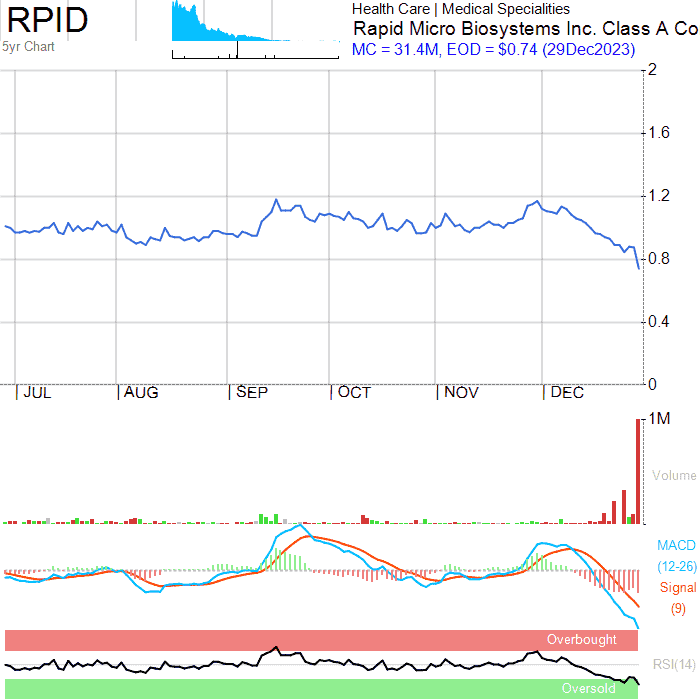 RPID
5yr Chart
Health Care | Medical Specialities
Rapid Micro Biosystems Inc. Class A Co
MC = 31.4M, EOD = $0.74 (29Dec2023)
2
1.6
1.2
0.8
0.4
0
JUL AUG SEP OCT NOV DEC
1M
Volume
MACD
(12-26)
Signal
(9)
Overbought
RSI(14)
Oversold